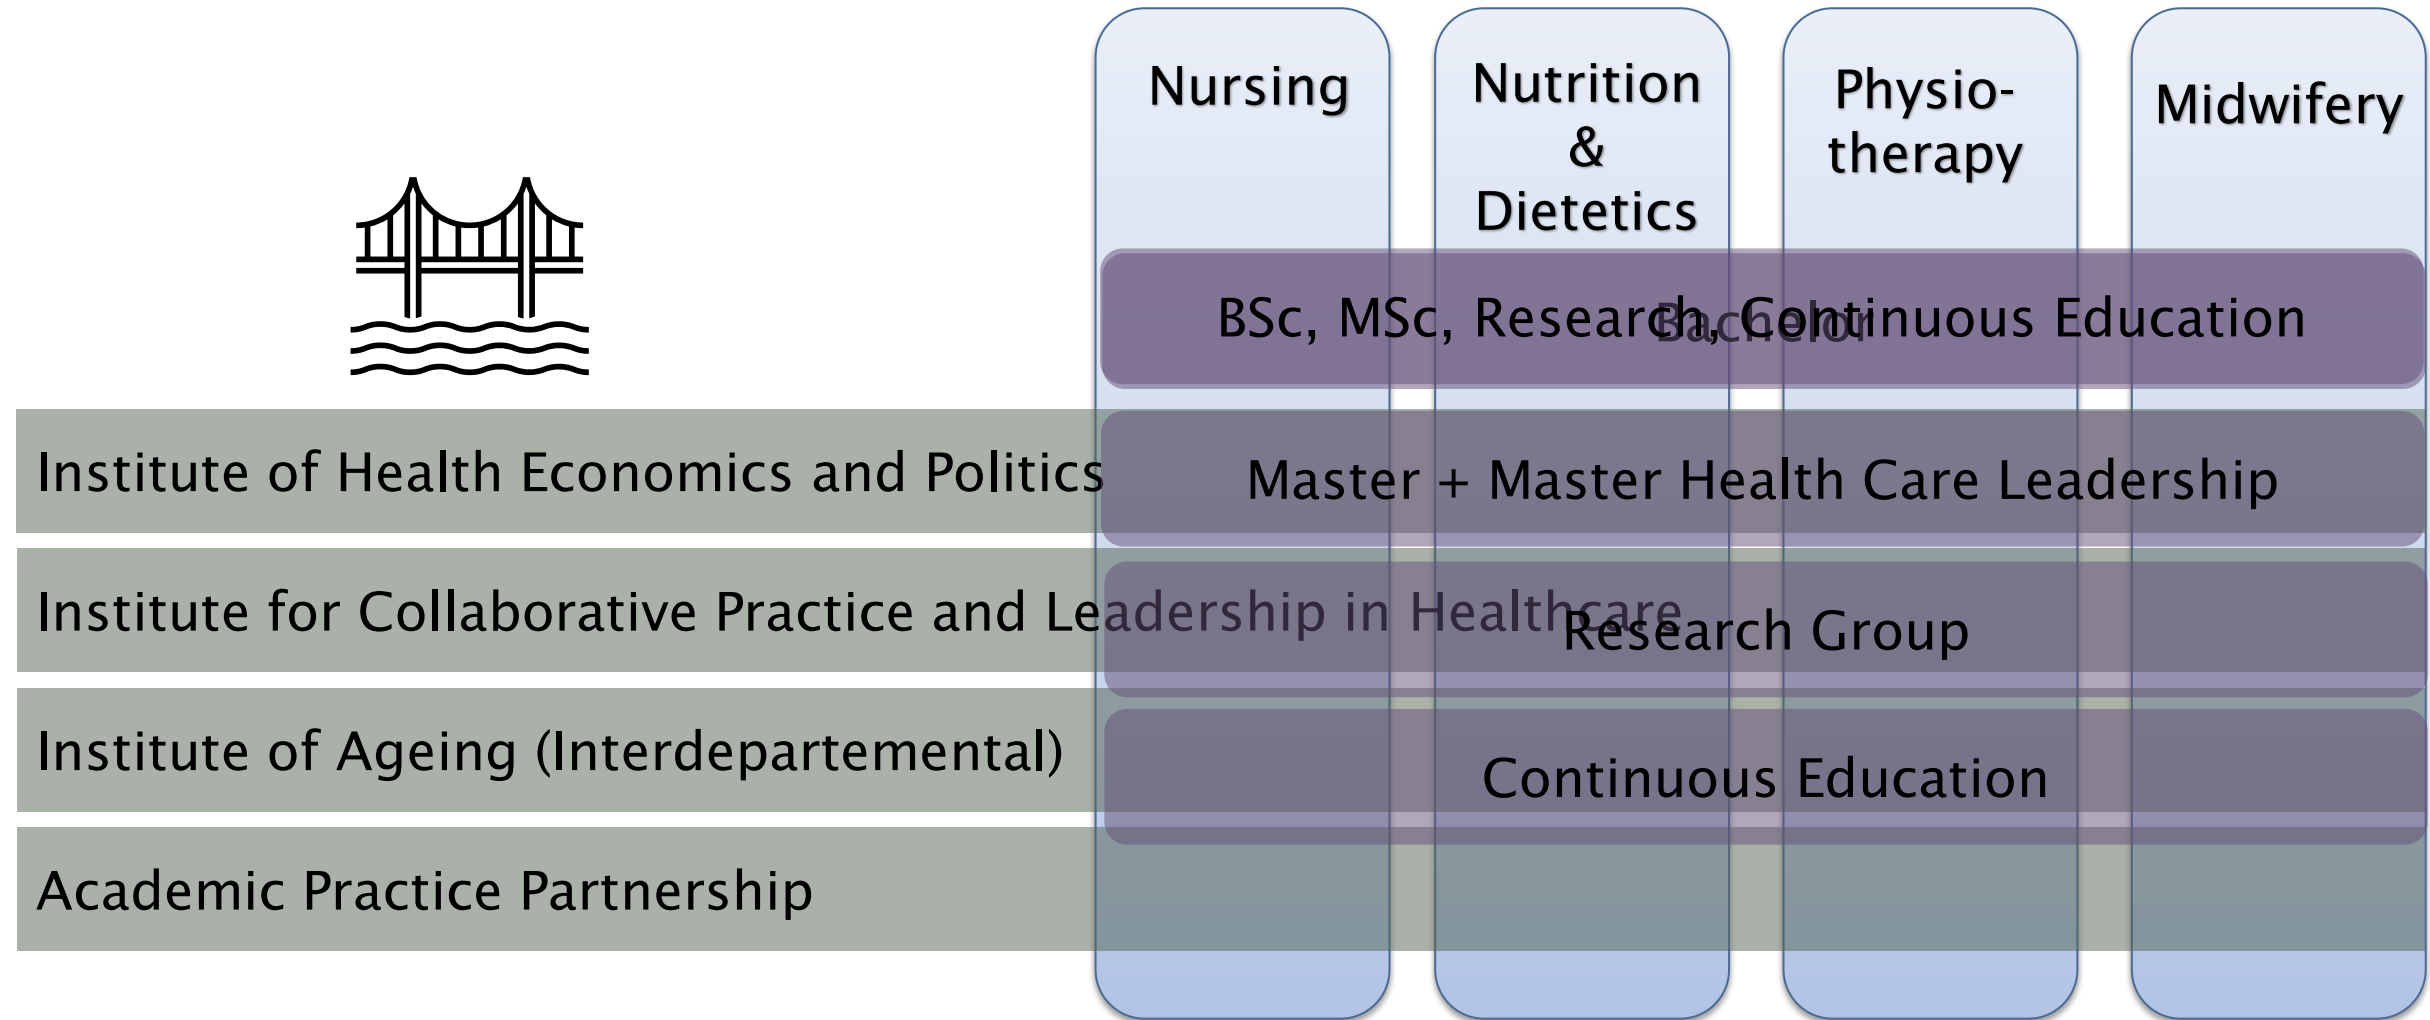 Nursing
Nutrition
&
Dietetics
Physio-
therapy
Midwifery
BSc, MSc, Research, Continuous Education
Bachelor
Institute of Health Economics and Politics
Master + Master Health Care Leadership
Institute for Collaborative Practice and Leadership in Healthcare
Research Group
Institute of Ageing (Interdepartemental)
Continuous Education
Academic Practice Partnership